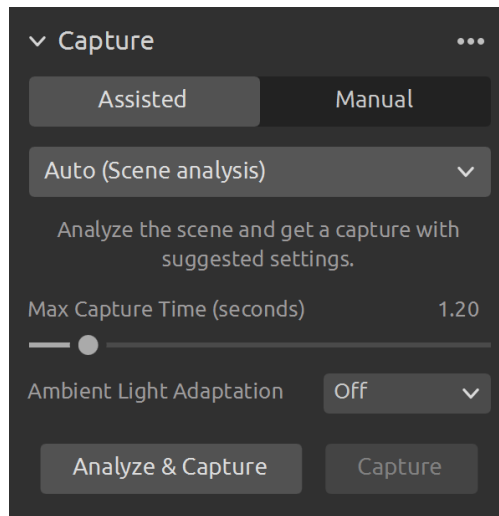 Capture
Assisted Manual
Auto (Scene analysis)
Analyze the scene and get a capture with
suggested settings.
Max Capture Time (seconds) 1.20
Ambient Light Adaptation Off
Analyze & Capture Capture